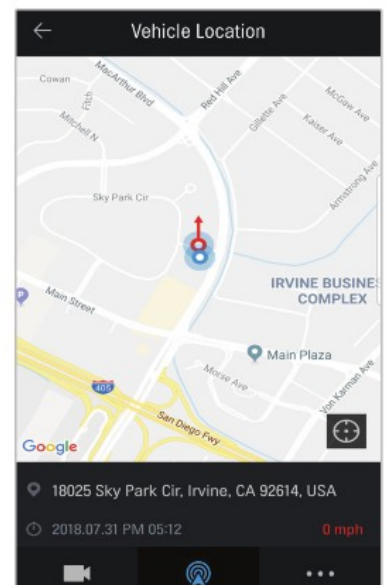 Vehicle Location
Cowan
MacArthur Blvd
Red Hill Ave
McGaw Ave
Fitch
Mitchell N
Gillette Ave
Kaiser Ave
Armstrong Ave
Sky Park Cir
IRVINE BUSINE
COMPLEX
P
Main Street
Main Plaza
Morse Ave
405
Von Karman Ave
San Diego Fwy
Google
18025 Sky Park Cir, Irvine, CA 92614, USA
2018.07.31 PM 05:12 0 mph